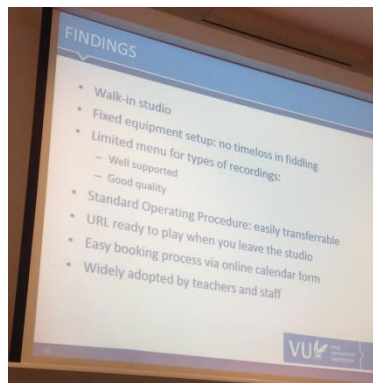 FINDINGS
• Walk-in studio
• Fixed equipment setup: no timeloss in fiddling
• Limited menu for types of recordings:
– Well supported
– Good quality
• Standard Operating Procedure: easily transferrable
• URL ready to play when you leave the studio
• Easy booking process via online calendar form
• Widely adopted by teachers and staff
VU